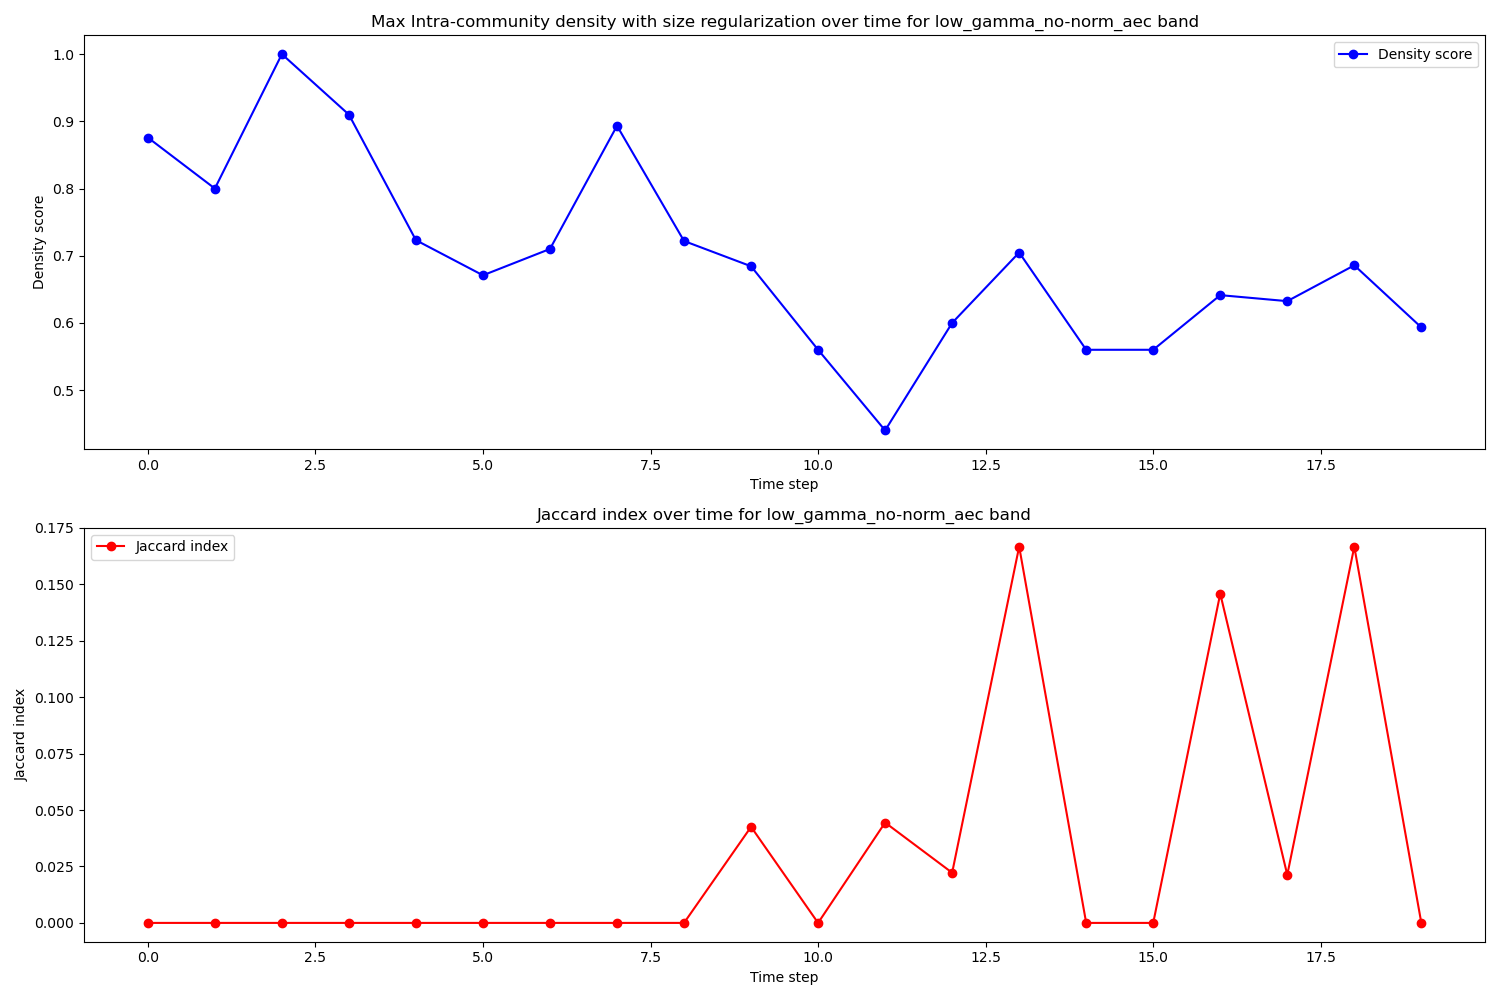 Max Intra-community density with size regularization over time for low_gamma_no-norm_aec band
Density score
1.0
0.9
0.8
0.7
0.6
0.5
Density score
0.0 2.5 5.0 7.5 10.0 12.5 15.0 17.5
Time step
Jaccard index over time for low_gamma_no-norm_aec band
Jaccard index
0.175
0.150
0.125
0.100
0.075
0.050
0.025
0.000
Jaccard index
0.0 2.5 5.0 7.5 10.0 12.5 15.0 17.5
Time step